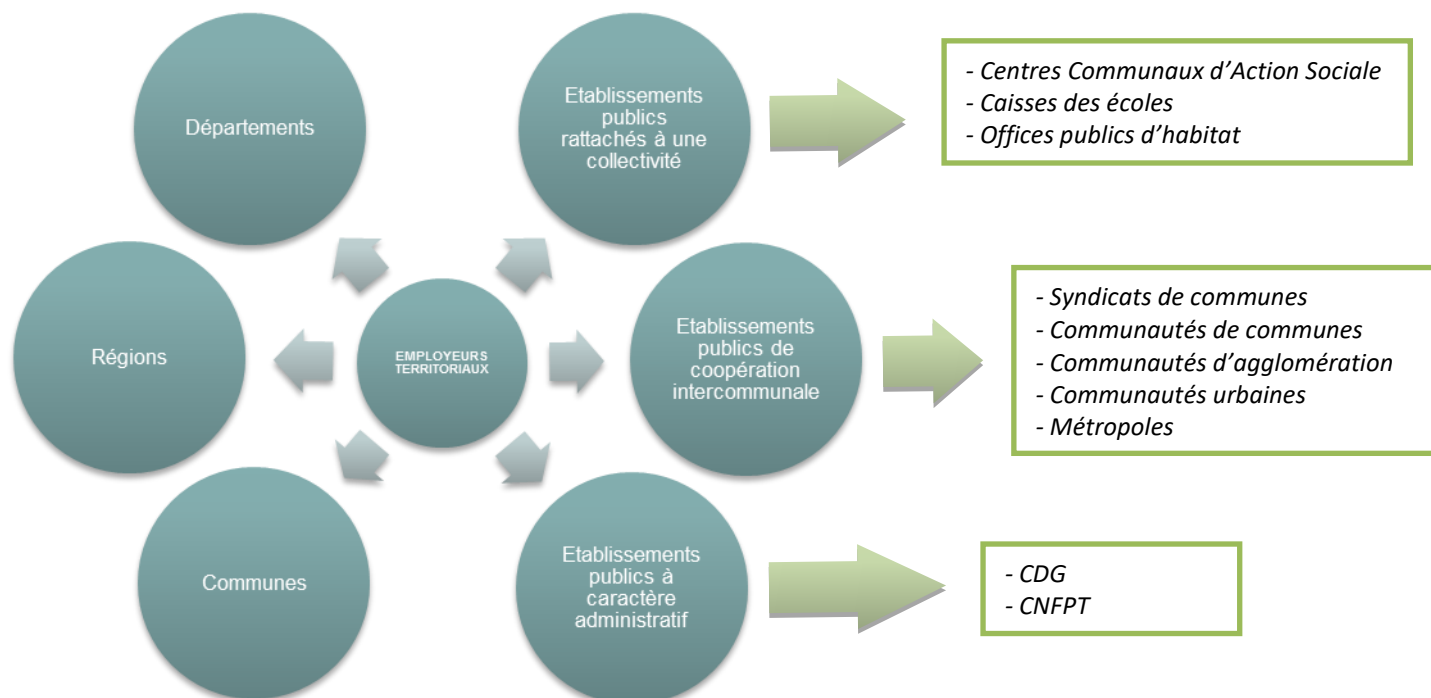 Départements
Etablissements
publics
rattachés à une
collectivité
- Centres Communaux d’Action Sociale
- Caisses des écoles
- Offices publics d’habitat
Régions
EMPLOYEURS
TERRITORIAUX
Etablissements
publics de
coopération
intercommunale
- Syndicats de communes
- Communautés de communes
- Communautés d’agglomération
- Communautés urbaines
- Métropoles
Communes
Etablissements
publics à
caractère
administratif
- CDG
- CNFPT